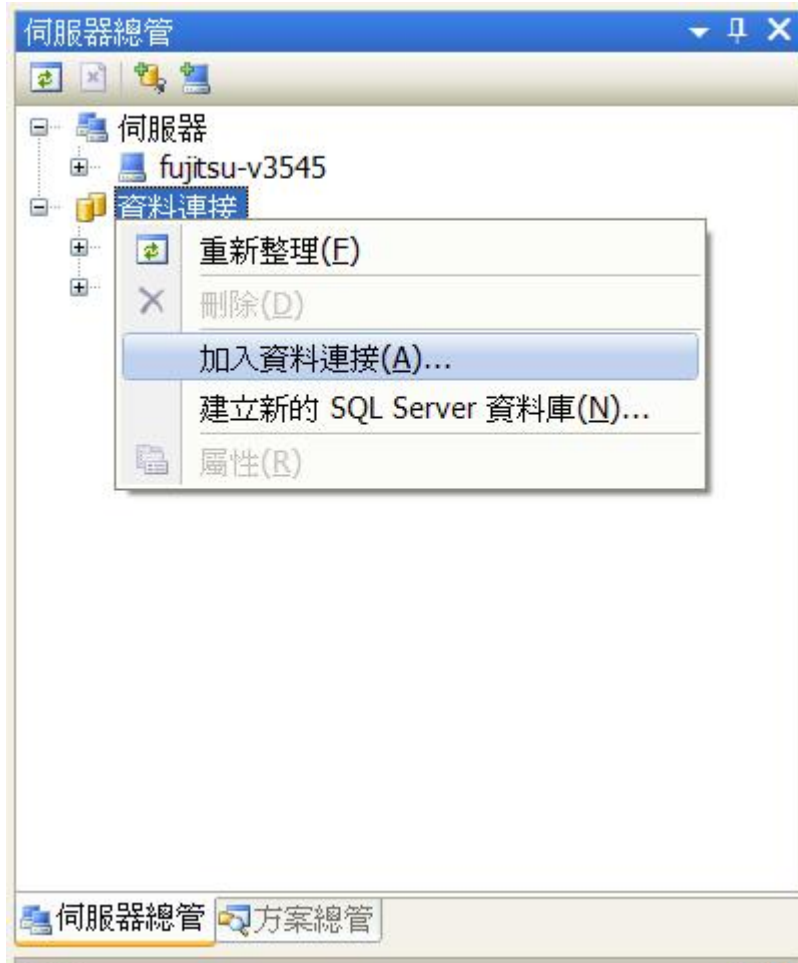 伺服器總管
伺服器
fujitsu-v3545
資料連接
重新整理(F)
刪除(D)
加入資料連接(A)...
建立新的 SQL Server 資料庫(N)...
屬性(R)
伺服器總管 方案總管